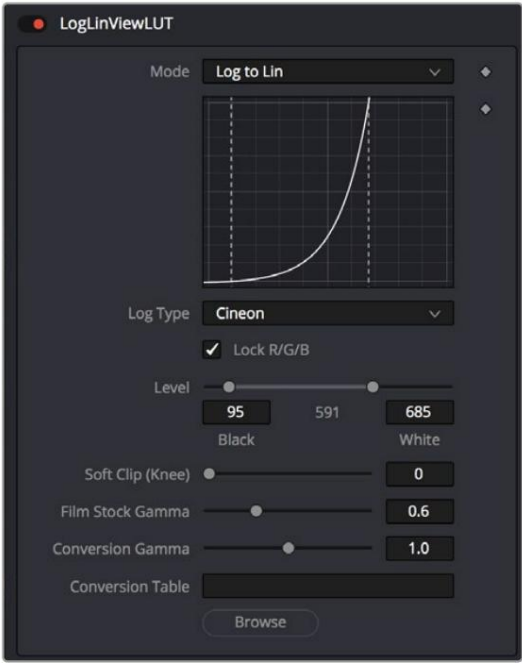 LogLinViewLUT
Mode Log to Lin
Log Type Cineon
Lock R/G/B
Level
95 591 685
Black White
Soft Clip (Knee) 0
Film Stock Gamma 0.6
Conversion Gamma 1.0
Conversion Table
Browse